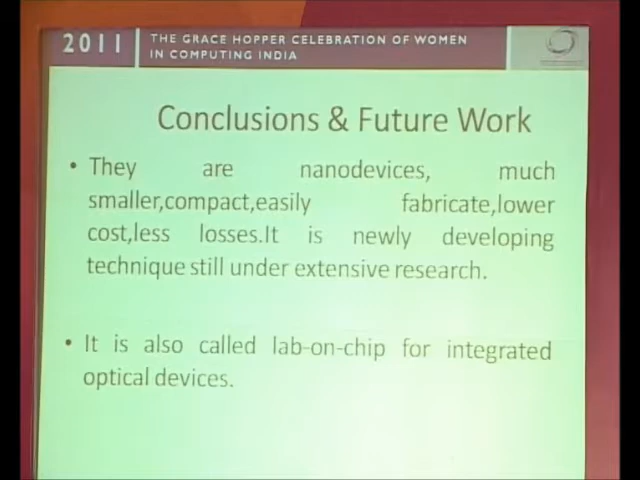 2011 THE GRACE HOPPER CELEBRATION OF WOMEN
IN COMPUTING INDIA
Conclusions & Future Work
• They are nanodevices, much
smaller,compact,easily fabricate,lower
cost,less losses.It is newly developing
technique still under extensive research.
• It is also called lab-on-chip for integrated
optical devices.